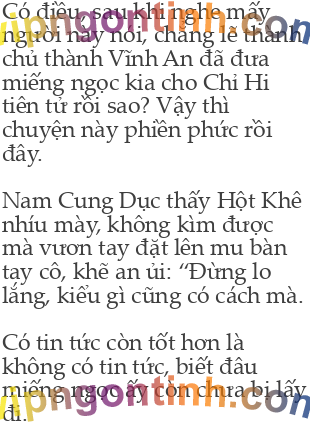 Có điều, sau khi nghe mấy
người này nói, chẳng lẽ thành
chủ thành Vĩnh An đã đưa
miếng ngọc kia cho Chỉ Hi
tiên tử rồi sao? Vậy thì
chuyện này phiền phức rồi
đây.
Nam Cung Dục thấy Hột Khê
nhíu mày, không kìm được
mà vươn tay đặt lên mu bàn
tay cô, khẽ an ủi: “Đừng lo
lắng, kiểu gì cũng có cách mà.
Có tin tức còn tốt hơn là
không có tin tức, biết đâu
miếng ngọc ấy còn chưa bị lấy
đi.
vipngontinh.com
vipngontinh.com